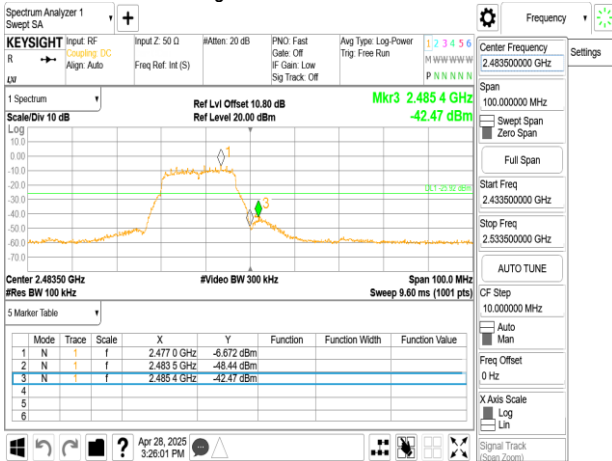 Spectrum Analyzer 1
Swept SA
Frequency
KEYSIGHT
R
LXI
Input: RF
Coupling: DC
Align: Auto
Input Z: 50 Ω
Freq Ref: Int (S)
#Atten: 20 dB
PNO: Fast
Gate: Off
IF Gain: Low
Sig Track: Off
Avg Type: Log-Power
Trig: Free Run
1 2 3 4 5 6
M W W W W W
P N N N N N
Center Frequency
2.483500000 GHz
Settings
Span
100.000000 MHz
Swept Span
Zero Span
Full Span
Start Freq
2.433500000 GHz
Stop Freq
2.533500000 GHz
AUTO TUNE
CF Step
10.000000 MHz
Auto
Man
Freq Offset
0 Hz
X Axis Scale
Log
Lin
Signal Track
(Span Zoom)
1 Spectrum
Scale/Div 10 dB
Ref Lvl Offset 10.80 dB
Ref Level 20.00 dBm
Mkr3 2.485 4 GHz
-42.47 dBm
Log
10.0
0.00
-10.0
-20.0
-30.0
-40.0
-50.0
-60.0
-70.0
1
3
Center 2.48350 GHz
#Res BW 100 kHz
#Video BW 300 kHz
Span 100.0 MHz
Sweep 9.60 ms (1001 pts)
5 Marker Table
Mode Trace Scale X Y Function Function Width Function Value
1 N 1 f 2.477 0 GHz -6.672 dBm
2 N 1 f 2.483 5 GHz -48.44 dBm
3 N 1 f 2.485 4 GHz -42.47 dBm
4
5
6
?
Apr 28, 2025
3:26:01 PM